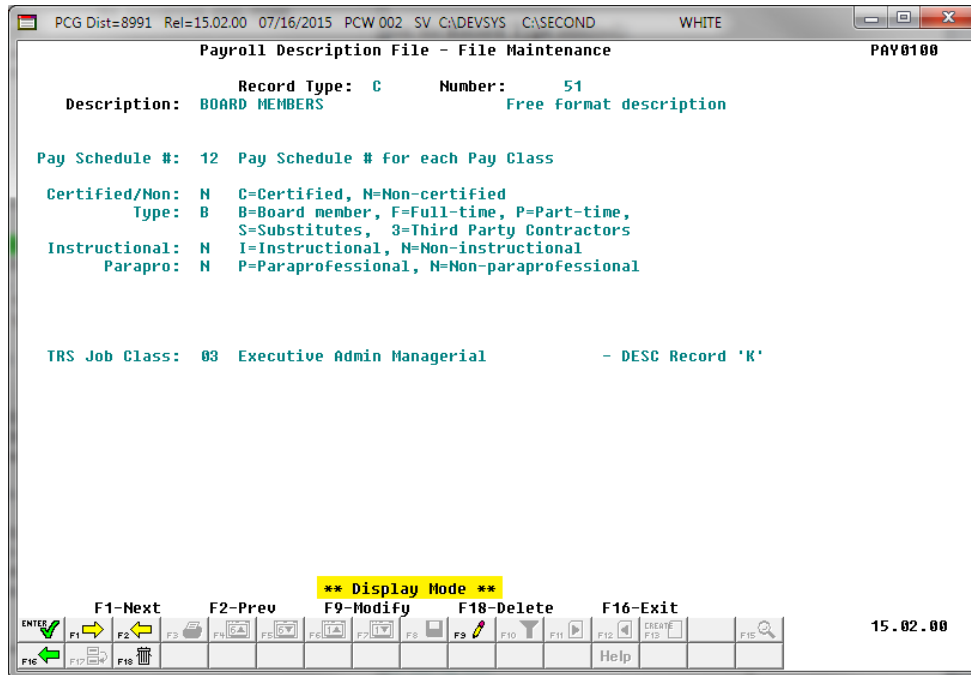 PCG Dist=8991 Rel=15.02.00 07/16/2015 PCW 002 SV C:\DEVSYS C:\SECOND WHITE
Payroll Description File - File Maintenance PAY0100
Record Type: C Number: 51
Description: BOARD MEMBERS Free format description
Pay Schedule #: 12 Pay Schedule # for each Pay Class
Certified/Non: N C=Certified, N=Non-certified
Type: B B=Board member, F=Full-time, P=Part-time,
S=Substitutes, 3=Third Party Contractors
Instructional: N I=Instructional, N=Non-instructional
Parapro: N P=Paraprofessional, N=Non-paraprofessional
TRS Job Class: 03 Executive Admin Managerial - DESC Record 'K'
** Display Mode **
F1-Next F2-Prev F9-Modify F18-Delete F16-Exit
ENTER F1 F2 F3 F4 6 F5 6 F6 1 F7 1 F8 F9 F10 F11 F12 CREATE F13 F15 15.02.00
F16 F17 F18 Help